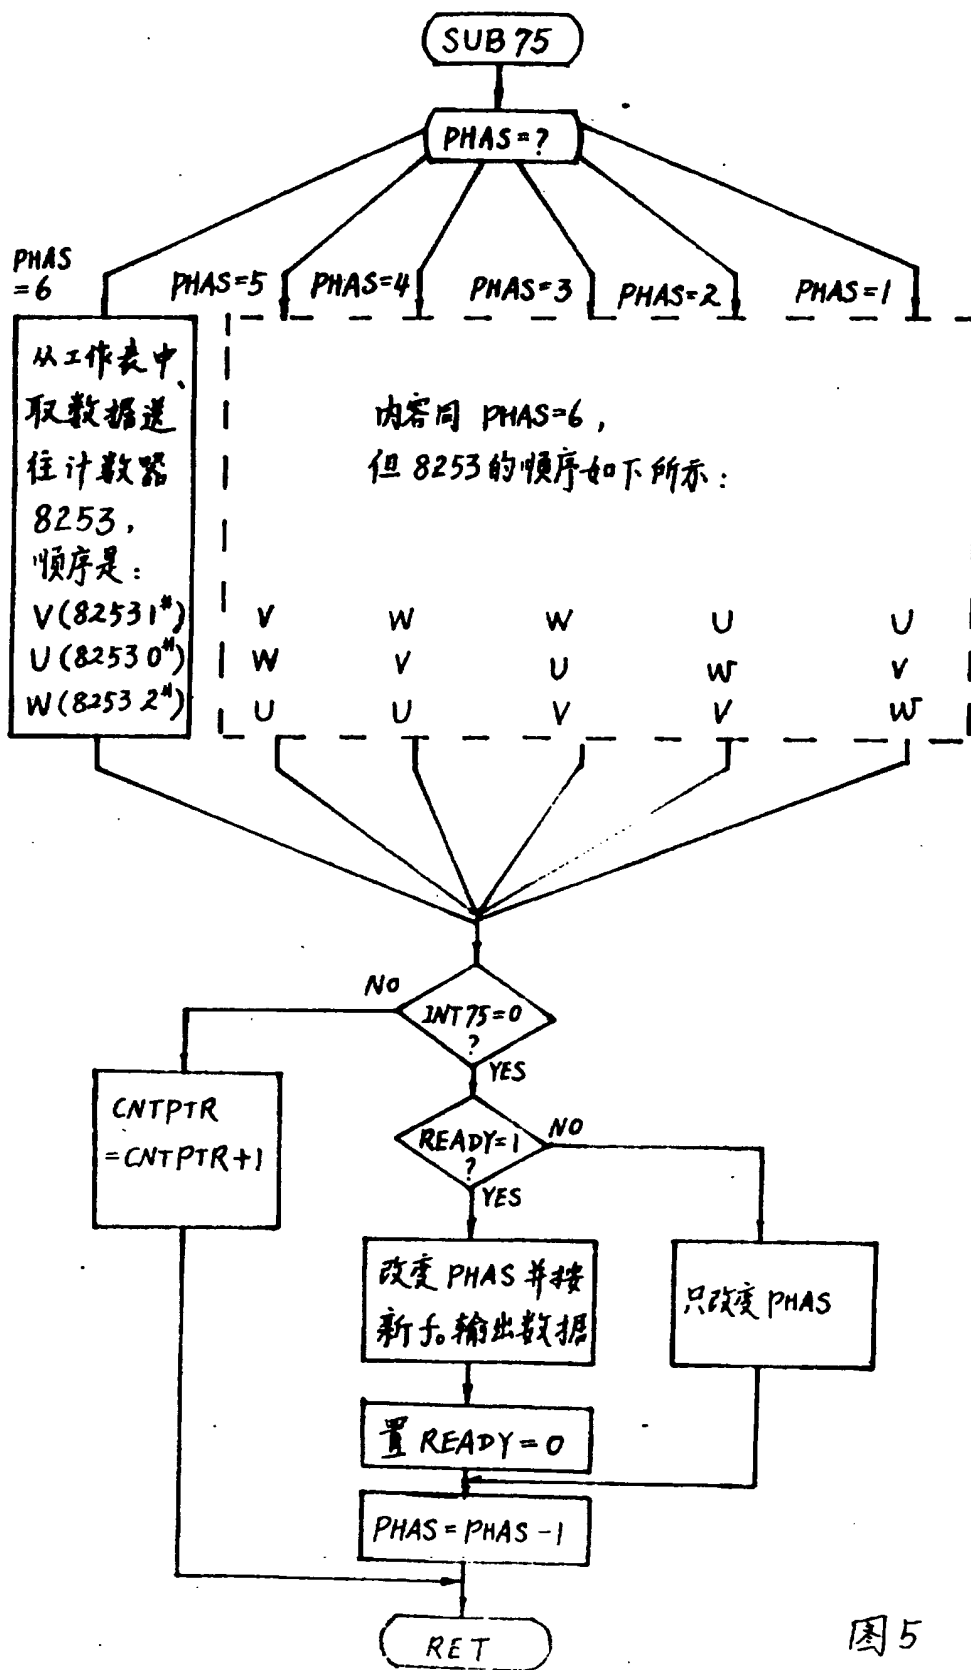 SUB 75
PHAS=?
PHAS
=6
PHAS=5
PHAS=4
PHAS=3
PHAS=2
PHAS=1
从工作表中
取数据送
往计数器
8253，
顺序是：
V(8253 1#)
U(8253 0#)
W(8253 2#)
内容同 PHAS=6，
但 8253的顺序如下所示：
V W W U U
W V U W V
U U V V W
NO
INT75=0
?
YES
CNTPTR
=CNTPTR+1
READY=1
?
NO
YES
改变 PHAS 并按
新f。输出数据
只改变 PHAS
置 READY=0
PHAS=PHAS-1
RET
图5